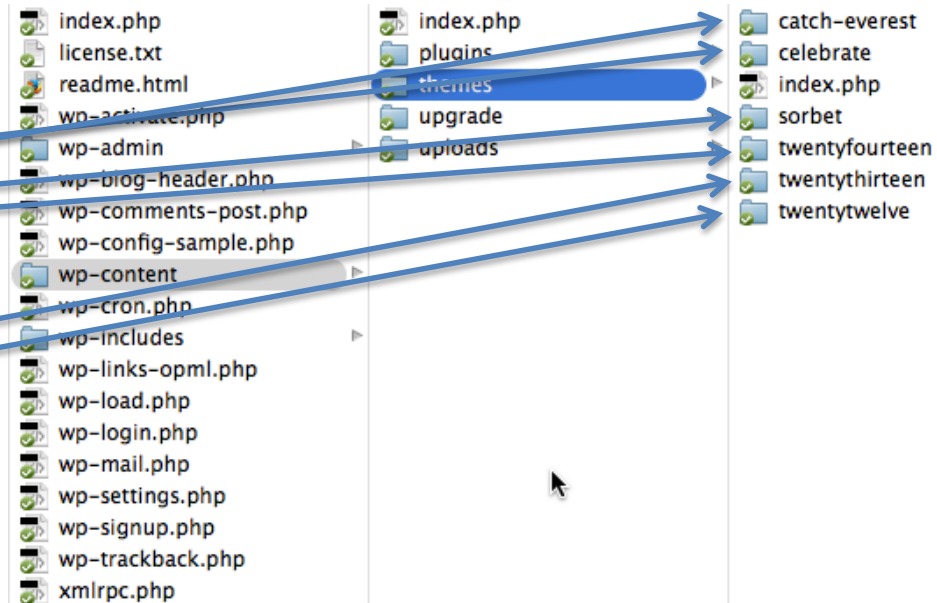 index.php
license.txt
readme.html
wp-activate.php
wp-admin
wp-blog-header.php
wp-comments-post.php
wp-config-sample.php
wp-content
wp-cron.php
wp-includes
wp-links-opml.php
wp-load.php
wp-login.php
wp-mail.php
wp-settings.php
wp-signup.php
wp-trackback.php
xmlrpc.php
index.php
plugins
themes
upgrade
uploads
catch-everest
celebrate
index.php
sorbet
twentyfourteen
twentythirteen
twentytwelve